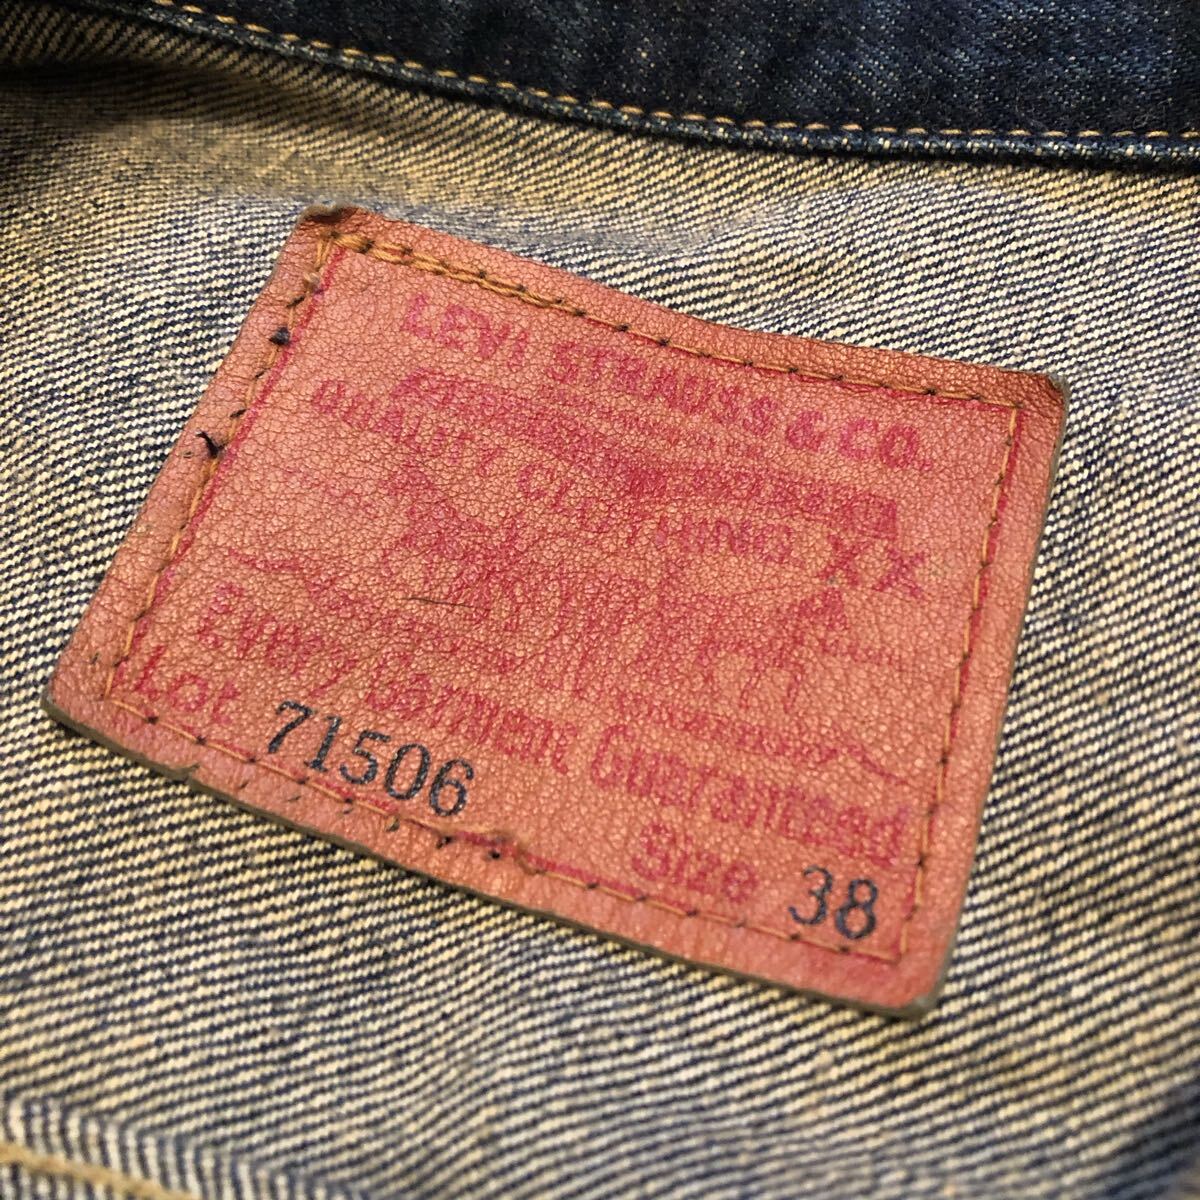 LEVI STRAUSS & CO.
QUALITY CLOTHING XX
Every Garment Guaranteed
Lot 71506
Size 38